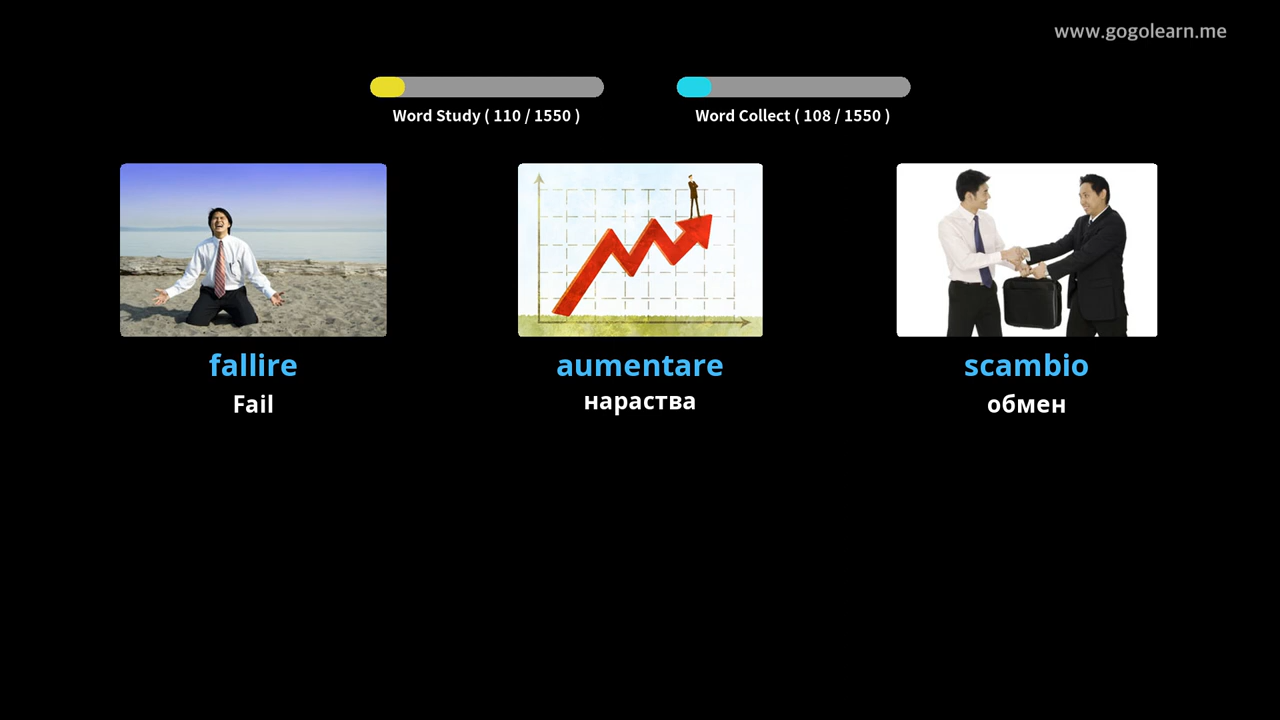 www.gogolearn.me
Word Study ( 110 / 1550 )
Word Collect ( 108 / 1550 )
fallire
Fail
aumentare
нараства
scambio
обмен